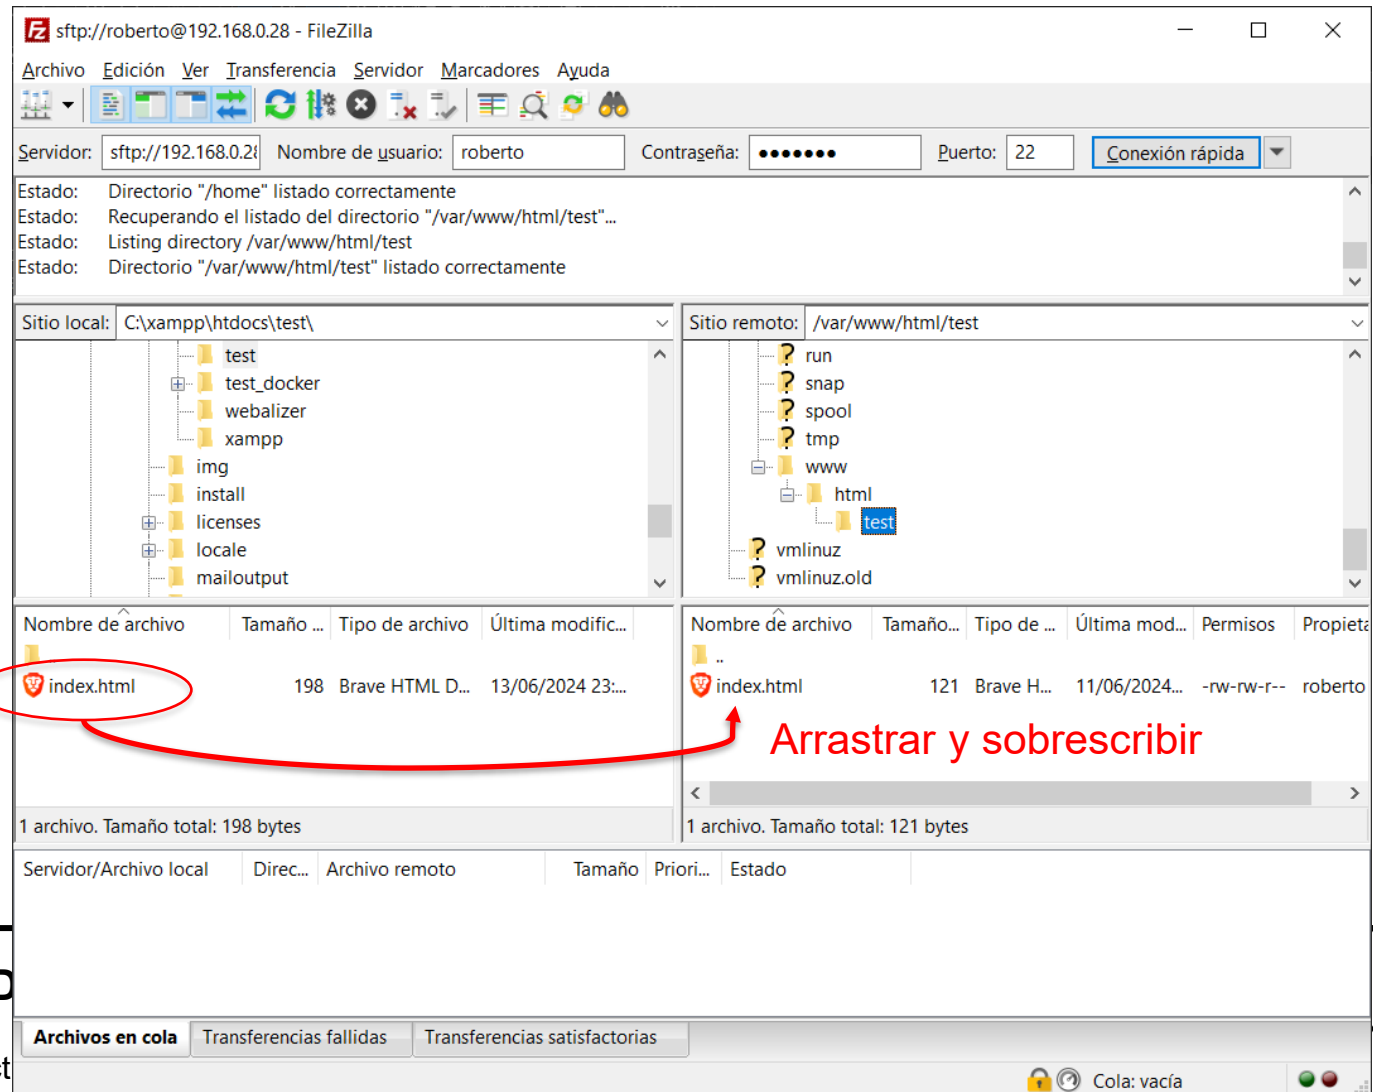 sftp://roberto@192.168.0.28 - FileZilla
Archivo Edición Ver Transferencia Servidor Marcadores Ayuda
Servidor: sftp://192.168.0.28 Nombre de usuario: roberto Contraseña: ●●●●●●● Puerto: 22 Conexión rápida
Estado: Directorio "/home" listado correctamente
Estado: Recuperando el listado del directorio "/var/www/html/test"...
Estado: Listing directory /var/www/html/test
Estado: Directorio "/var/www/html/test" listado correctamente
Sitio local: C:\xampp\htdocs\test\
test
test_docker
webalizer
xampp
img
install
licenses
locale
mailoutput
Sitio remoto: /var/www/html/test
run
snap
spool
tmp
www
html
test
vmlinuz
vmlinuz.old
Nombre de archivo Tamaño ... Tipo de archivo Última modific...
index.html 198 Brave HTML D... 13/06/2024 23:...
1 archivo. Tamaño total: 198 bytes
Nombre de archivo Tamaño... Tipo de ... Última mod... Permisos Propieta
..
index.html 121 Brave H... 11/06/2024... -rw-rw-r-- roberto
Arrastrar y sobrescribir
1 archivo. Tamaño total: 121 bytes
Servidor/Archivo local Direc... Archivo remoto Tamaño Priori... Estado
Archivos en cola Transferencias fallidas Transferencias satisfactorias
Cola: vacía